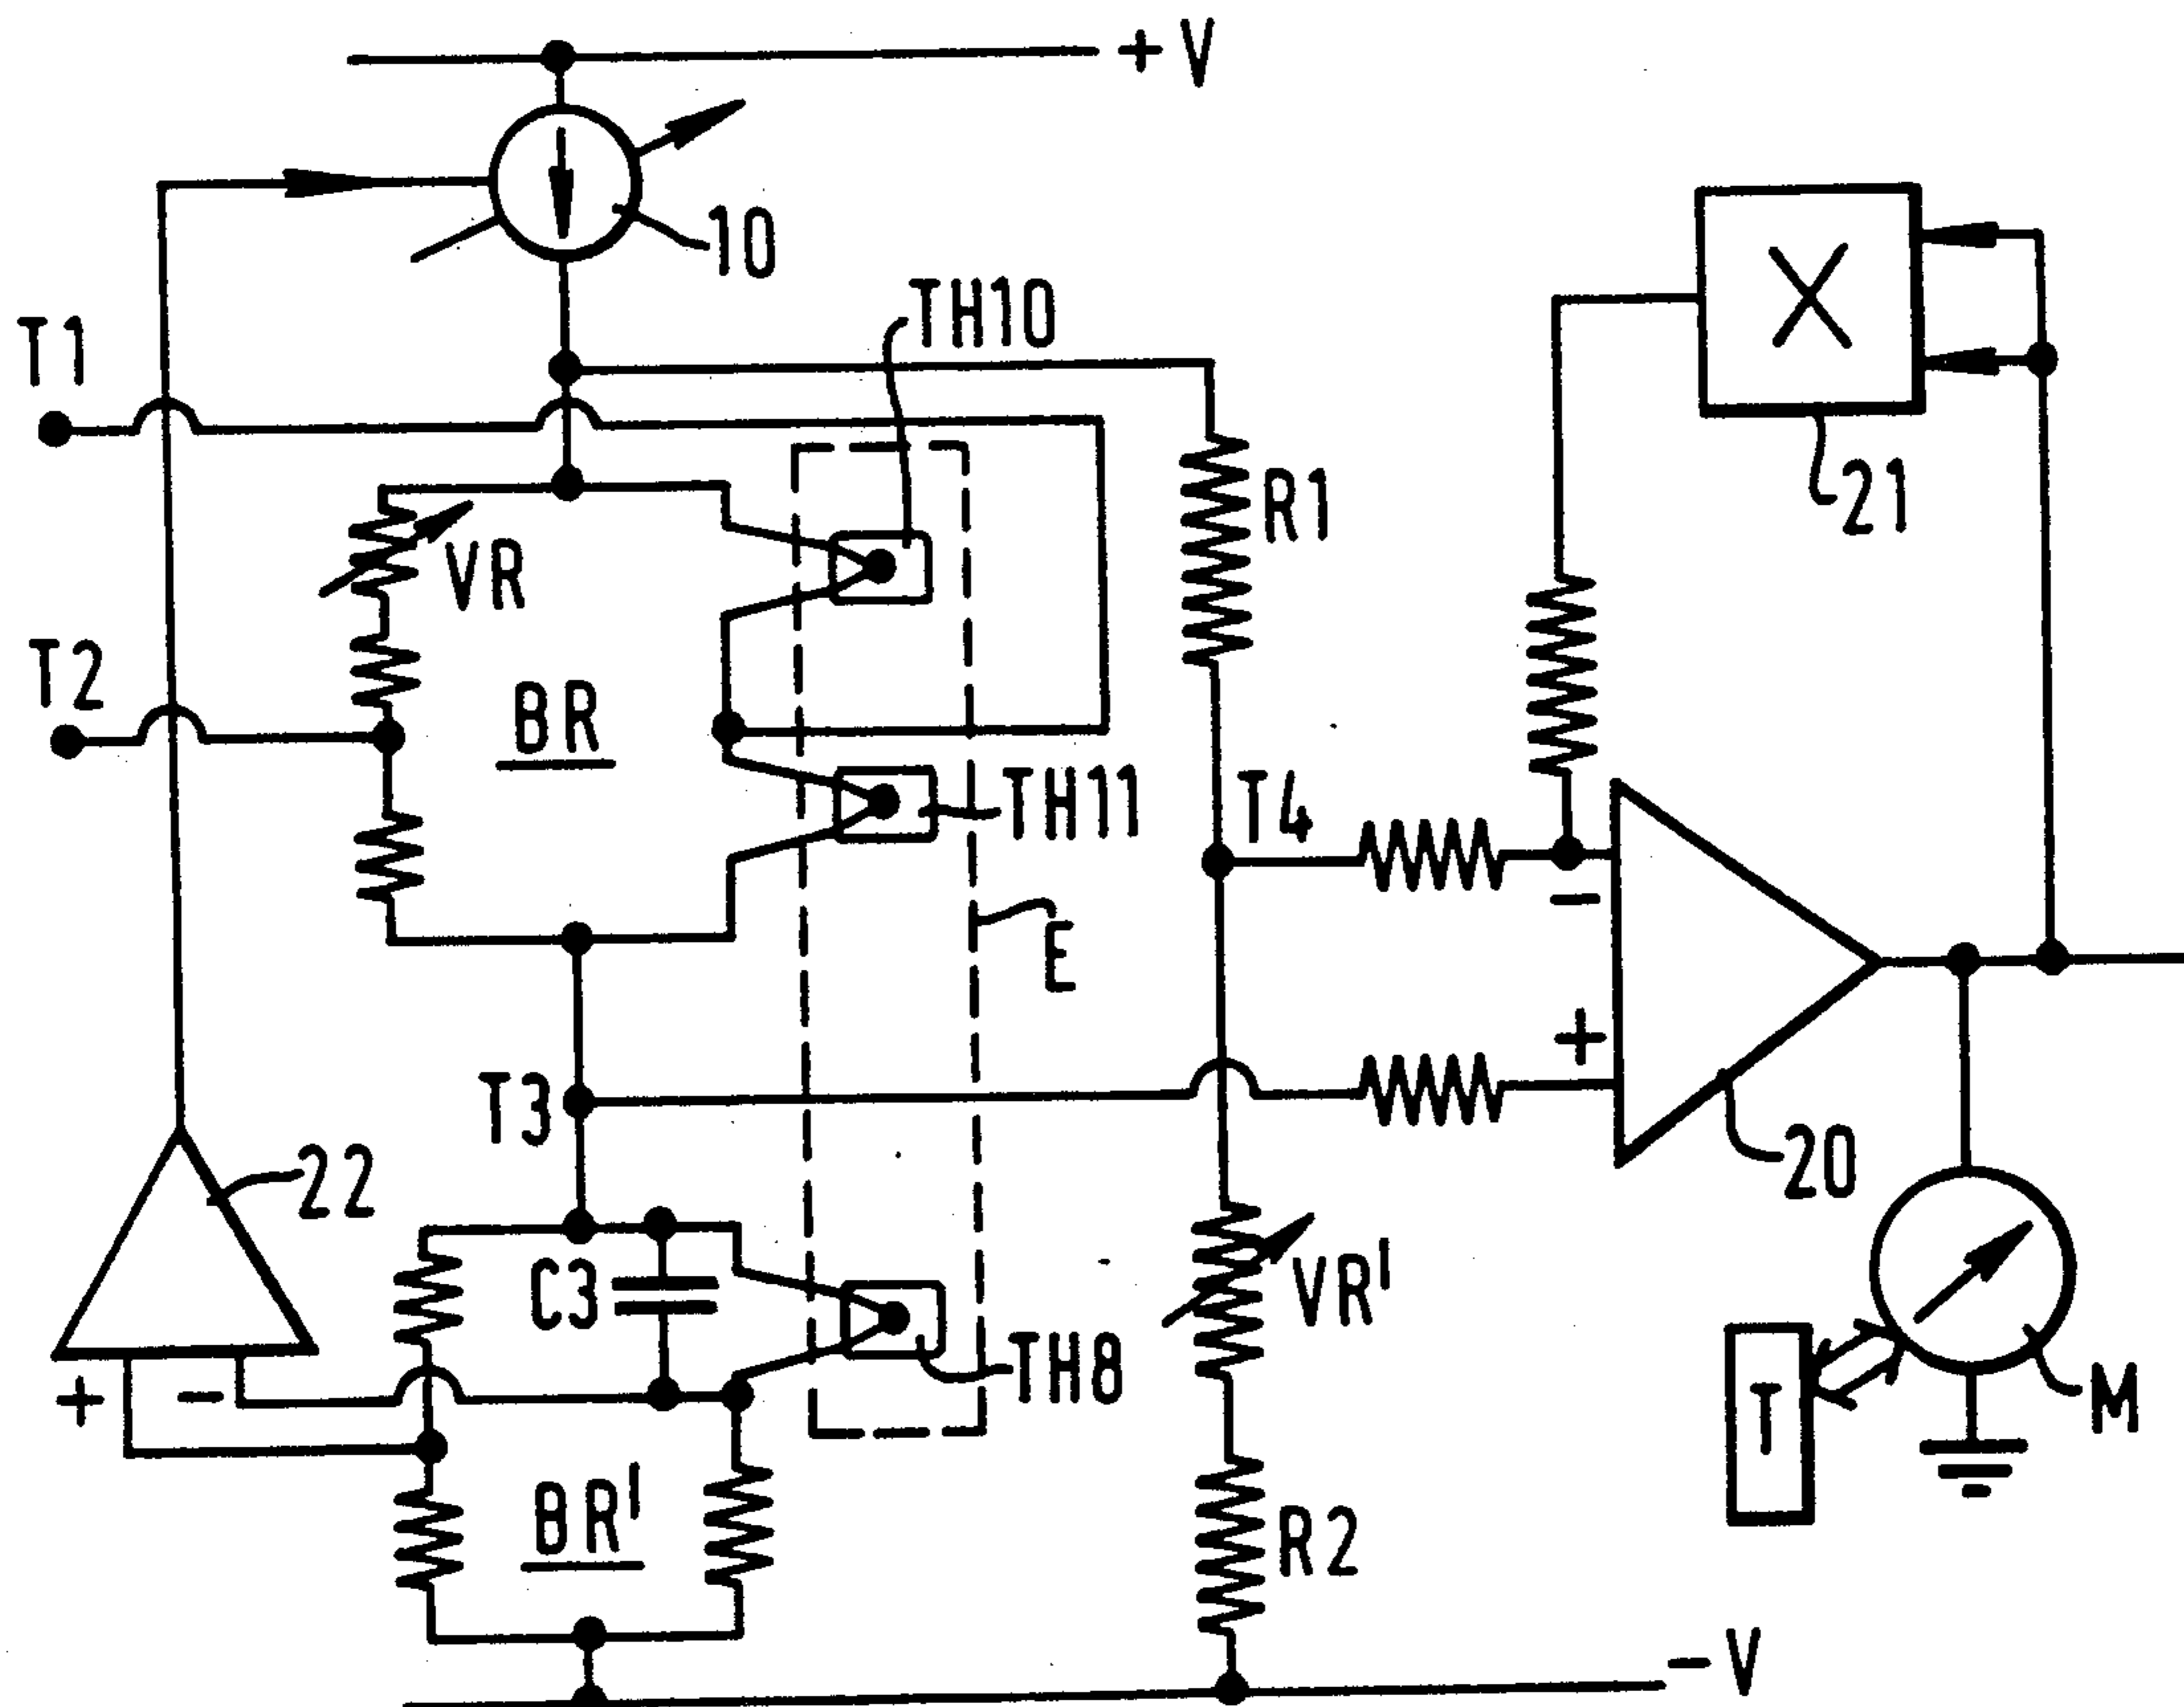 + V
10
T1
TH10
X
21
R1
VR
T2
BR
TH11
T4
-
E
+
T3
20
22
C3
VR'
TH8
T
M
+ -
BR'
R2
- V